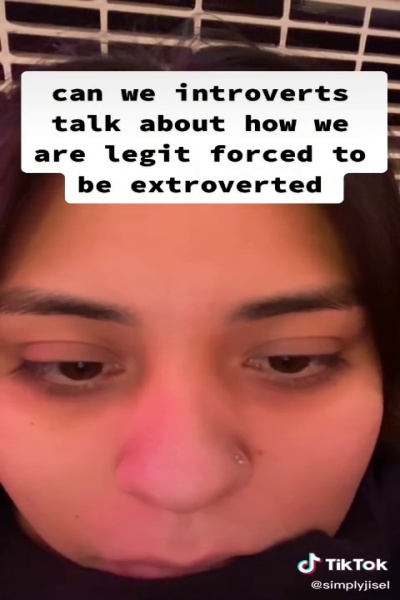 can we introverts
talk about how we
are legit forced to
be extroverted
TikTok
@simplyjisel